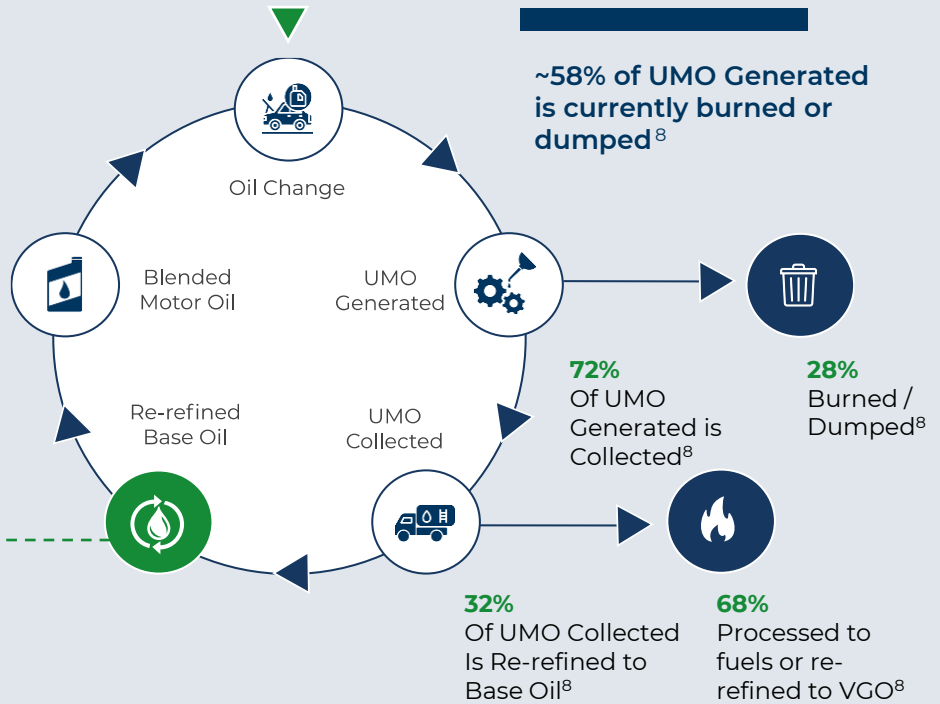 ~58% of UMO Generated
is currently burned or
dumped⁸
Oil Change
Blended
Motor Oil
UMO
Generated
72%
Of UMO
Generated is
Collected⁸
28%
Burned /
Dumped⁸
Re-refined
Base Oil
UMO
Collected
32%
Of UMO Collected
Is Re-refined to
Base Oil⁸
68%
Processed to
fuels or re-
refined to VGO⁸